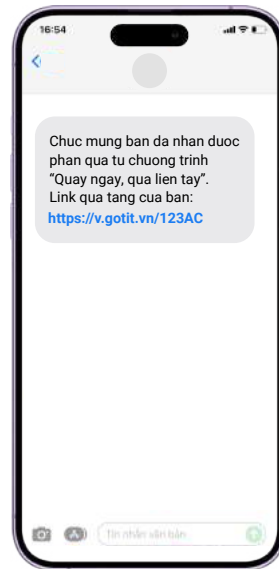 16:54
Chuc mung ban da nhan duoc
phan qua tu chuong trinh
“Quay ngay, qua lien tay”.
Link qua tang cua ban:
https://v.gotit.vn/123AC
Tin nhắn văn bản